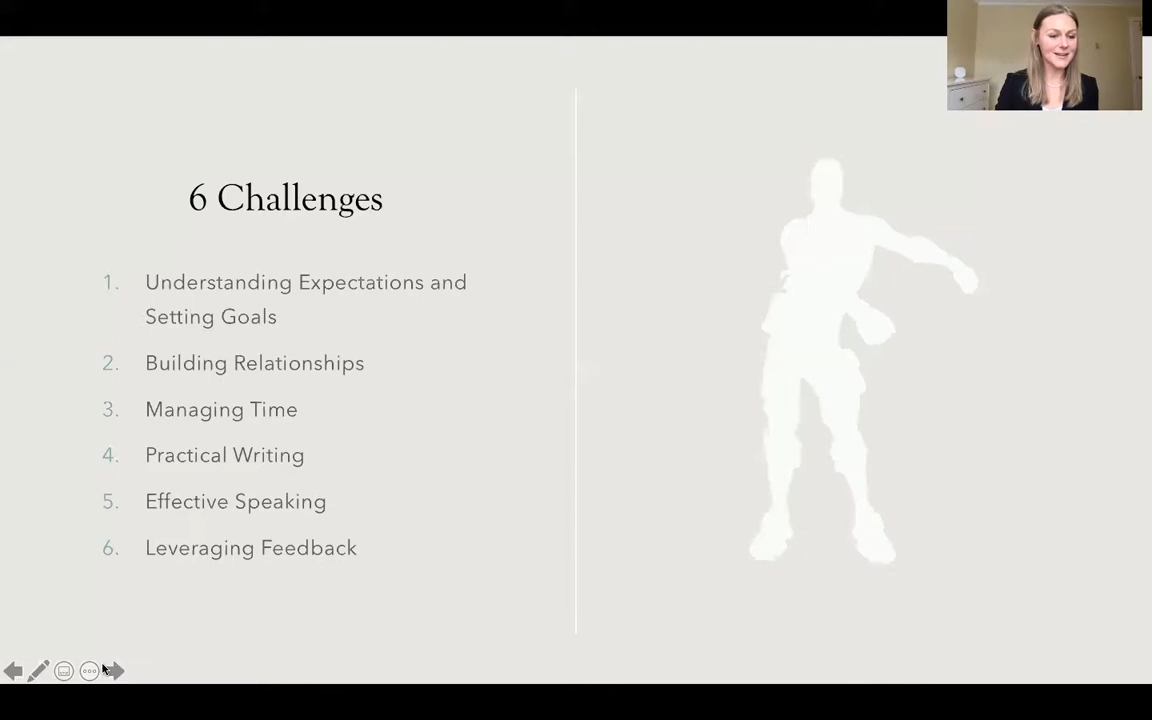 6 Challenges
1. Understanding Expectations and
Setting Goals
2. Building Relationships
3. Managing Time
4. Practical Writing
5. Effective Speaking
6. Leveraging Feedback